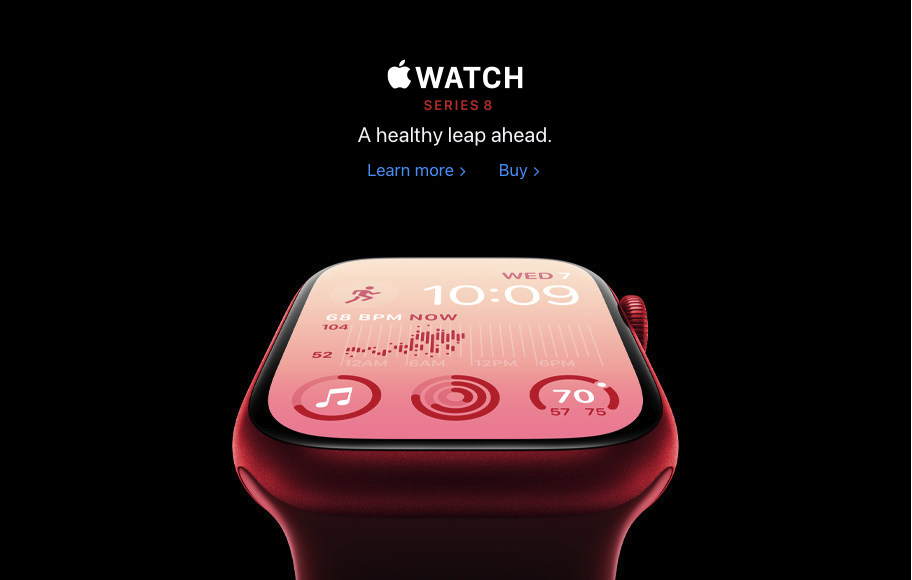 WATCH
SERIES 8
A healthy leap ahead.
Learn more > Buy >
WED 7
10:09
68 BPM NOW
104
52
12AM 6AM 12PM 6PM
70
57 75